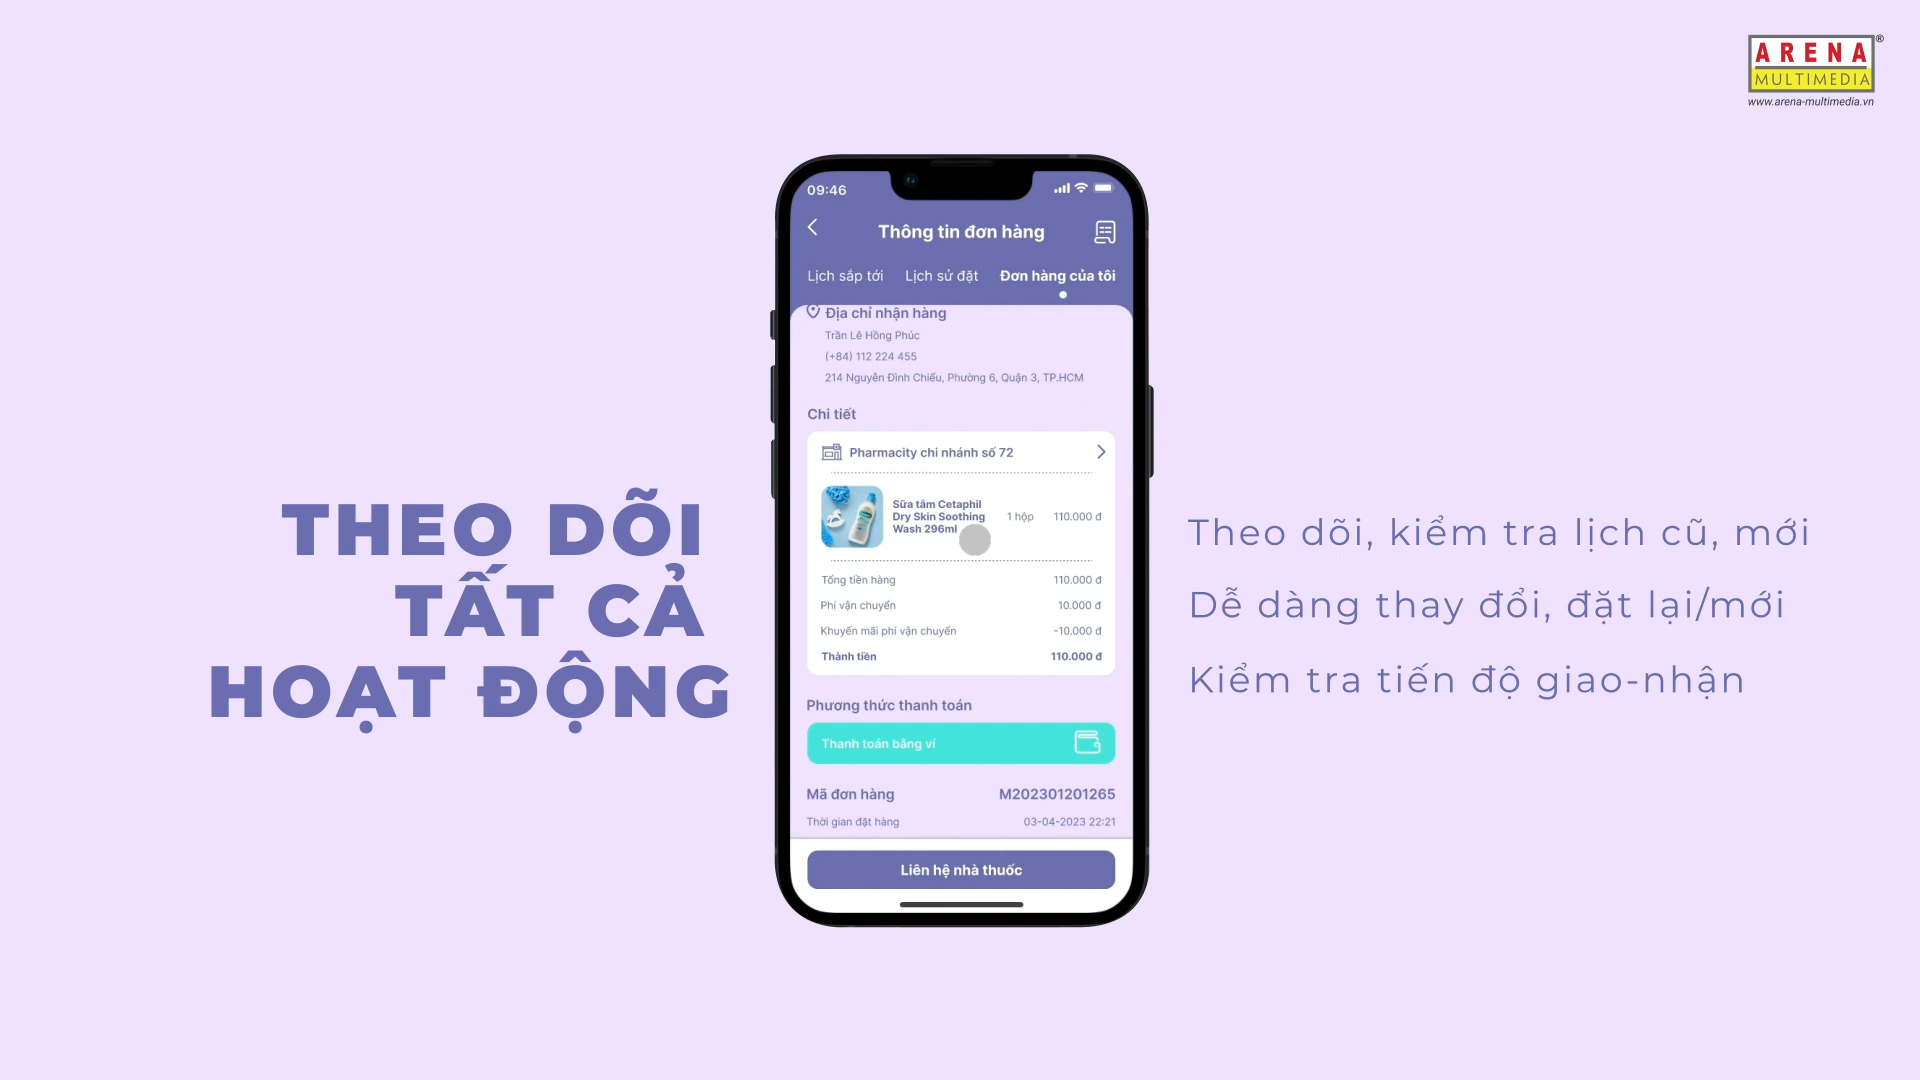 ARENA
MULTIMEDIA
www.arena-multimedia.vn
®
THEO DÕI
TẤT CẢ
HOẠT ĐỘNG
09:46
Thông tin đơn hàng
Lịch sắp tới Lịch sử đặt Đơn hàng của tôi
Địa chỉ nhận hàng
Trần Lê Hồng Phúc
(+84) 112 224 455
214 Nguyễn Đình Chiểu, Phường 6, Quận 3, TP.HCM
Chi tiết
Pharmacity chi nhánh số 72
Sữa tắm Cetaphil
Dry Skin Soothing
Wash 296ml
1 hộp 110.000 đ
Tổng tiền hàng 110.000 đ
Phí vận chuyển 10.000 đ
Khuyến mãi phí vận chuyển -10.000 đ
Thành tiền 110.000 đ
Phương thức thanh toán
Thanh toán bằng ví
Mã đơn hàng M202301201265
Thời gian đặt hàng 03-04-2023 22:21
Liên hệ nhà thuốc
Theo dõi, kiểm tra lịch cũ, mới
Dễ dàng thay đổi, đặt lại/mới
Kiểm tra tiến độ giao-nhận